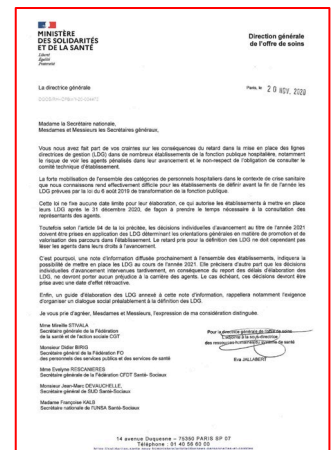 MINISTÈRE
DES SOLIDARITÉS
ET DE LA SANTÉ
Liberté
Égalité
Fraternité
Direction générale
de l'offre de soins
La directrice générale
Paris, le 20 NOV. 2020
Madame la Secrétaire nationale,
Mesdames et Messieurs les Secrétaires généraux,
Vous nous avez fait part de vos craintes sur les conséquences du retard dans la mise en place des lignes
directrices de gestion (LDG) dans de nombreux établissements de la fonction publique hospitalière, notamment
le risque de voir les agents pénalisés dans leur avancement et le non-respect de l'obligation de consulter le
comité technique d'établissement.
La forte mobilisation de l'ensemble des catégories de personnels hospitaliers dans le contexte de crise sanitaire
que nous connaissons rend effectivement difficile pour les établissements de définir avant la fin de l'année les
LDG prévues par la loi du 6 août 2019 de transformation de la fonction publique.
Cette loi ne fixe aucune date limite pour leur élaboration, ce qui autorise les établissements à mettre en place
leurs LDG après le 31 décembre 2020, de façon à prendre le temps nécessaire à la consultation des
représentants des agents.
Toutefois selon l'article 94 de la loi précitée, les décisions individuelles d'avancement au titre de l'année 2021
doivent être prises en application des LDG déterminant les orientations générales en matière de promotion et de
valorisation des parcours dans l'établissement. Le retard pris pour la définition des LDG ne doit cependant pas
léser les agents dans leurs droits à l'avancement.
C'est pourquoi, une note d'information diffusée prochainement à l'ensemble des établissements, indiquera la
possibilité de mettre en place les LDG au cours de l'année 2021. Elle précisera d'autre part que les décisions
individuelles d'avancement intervenues tardivement, en conséquence du report des délais d'élaboration des
LDG, ne devront porter aucun préjudice à la carrière des agents. Le cas échéant, ces décisions devront être
prise avec une date d'effet rétroactive.
Enfin, un guide d'élaboration des LDG annexé à cette note d'information, rappellera notamment l'exigence
d'organiser un dialogue social préalablement à la définition des LDG.
Je vous prie d'agréer, Mesdames et Messieurs, l'expression de ma considération distinguée.
Mme Mireille STIVALA
Secrétaire générale de la Fédération
de la santé et de l'action sociale CGT
Monsieur Didier BIRIG
Secrétaire général de la Fédération FO
des personnels des services publics et des services de santé
Mme Evelyne RESCANIERES
Secrétaire générale de la Fédération CFDT Santé- Sociaux
Monsieur Jean-Marc DEVAUCHELLE,
Secrétaire général de SUD Santé-Sociaux
Madame Françoise KALB
Secrétaire nationale de l'UNSA Santé-Sociaux
Pour la directrice générale de l'offre de soins
L'adjointe à la sous-directrice
des ressources humaines du système de santé
Eva JALLABERT
14 avenue Duquesne – 75350 PARIS SP 07
Téléphone : 01 40 56 60 00